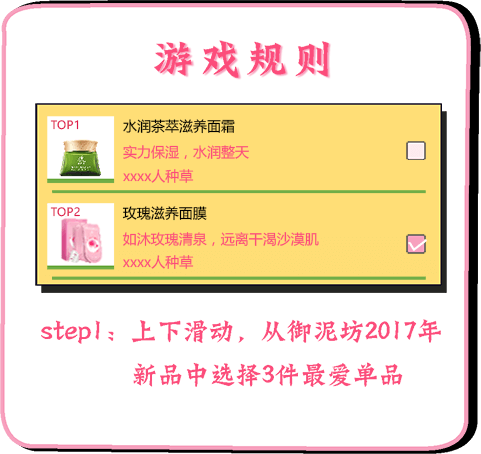 游戏规则
TOP1
水润茶萃滋养面霜
实力保湿，水润整天
xxxx人种草
TOP2
玫瑰滋养面膜
如沐玫瑰清泉，远离干渴沙漠肌
xxxx人种草
step1：上下滑动，从御泥坊2017年
新品中选择3件最爱单品